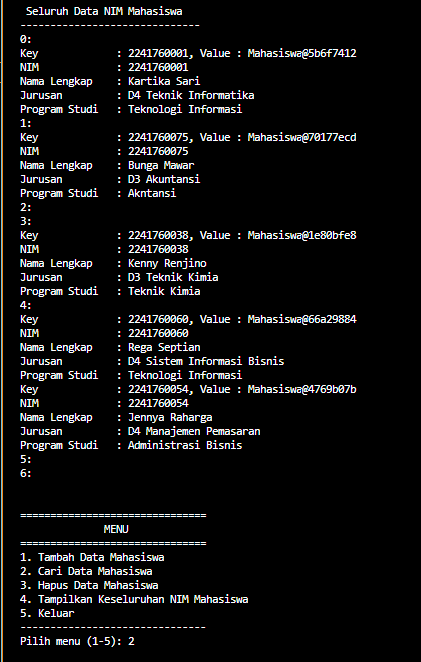 Seluruh Data NIM Mahasiswa
------------------------------
0:
Key : 2241760001, Value : Mahasiswa@5b6f7412
NIM : 2241760001
Nama Lengkap : Kartika Sari
Jurusan : D4 Teknik Informatika
Program Studi : Teknologi Informasi
1:
Key : 2241760075, Value : Mahasiswa@70177ecd
NIM : 2241760075
Nama Lengkap : Bunga Mawar
Jurusan : D3 Akuntansi
Program Studi : Akntansi
2:
3:
Key : 2241760038, Value : Mahasiswa@1e80bfe8
NIM : 2241760038
Nama Lengkap : Kenny Renjino
Jurusan : D3 Teknik Kimia
Program Studi : Teknik Kimia
4:
Key : 2241760060, Value : Mahasiswa@66a29884
NIM : 2241760060
Nama Lengkap : Rega Septian
Jurusan : D4 Sistem Informasi Bisnis
Program Studi : Teknologi Informasi
Key : 2241760054, Value : Mahasiswa@4769b07b
NIM : 2241760054
Nama Lengkap : Jennya Raharga
Jurusan : D4 Manajemen Pemasaran
Program Studi : Administrasi Bisnis
5:
6:
===============================
MENU
===============================
1. Tambah Data Mahasiswa
2. Cari Data Mahasiswa
3. Hapus Data Mahasiswa
4. Tampilkan Keseluruhan NIM Mahasiswa
5. Keluar
-------------------------------
Pilih menu (1-5): 2